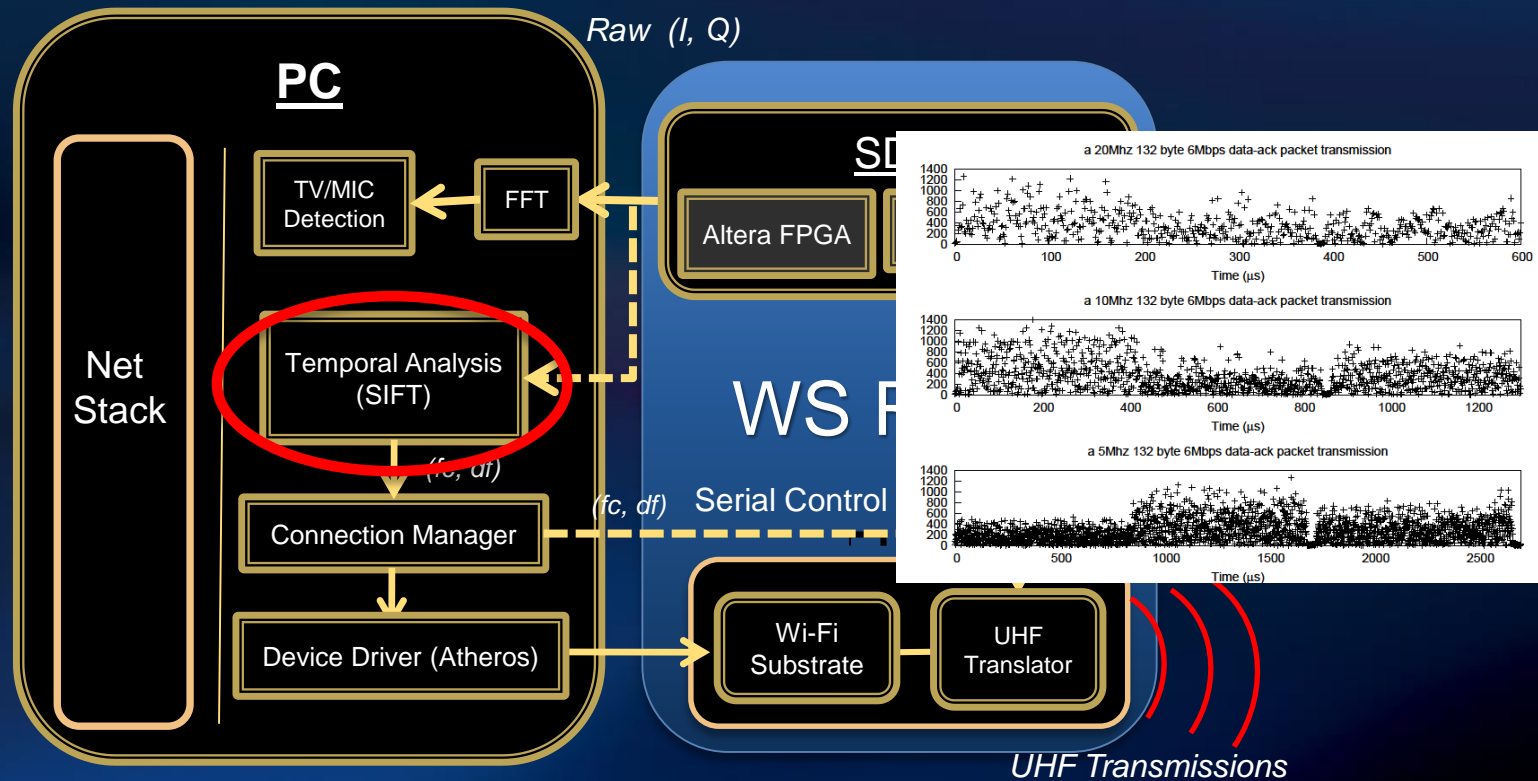 Raw (I, Q)
PC
Net
Stack
TV/MIC
Detection
FFT
Temporal Analysis
(SIFT)
(fc, df)
Connection Manager
Device Driver (Atheros)
Altera FPGA
WS
(fc, df)
Serial Control
Wi-Fi
Substrate
UHF
Translator
UHF Transmissions
a 20Mhz 132 byte 6Mbps data-ack packet transmission
1400
1200
1000
800
600
400
200
0
0 100 200 300 400 500 600
Time (μs)
a 10Mhz 132 byte 6Mbps data-ack packet transmission
1400
1200
1000
800
600
400
200
0
0 200 400 600 800 1000 1200
Time (μs)
a 5Mhz 132 byte 6Mbps data-ack packet transmission
1400
1200
1000
800
600
400
200
0
0 500 1000 1500 2000 2500
Time (μs)